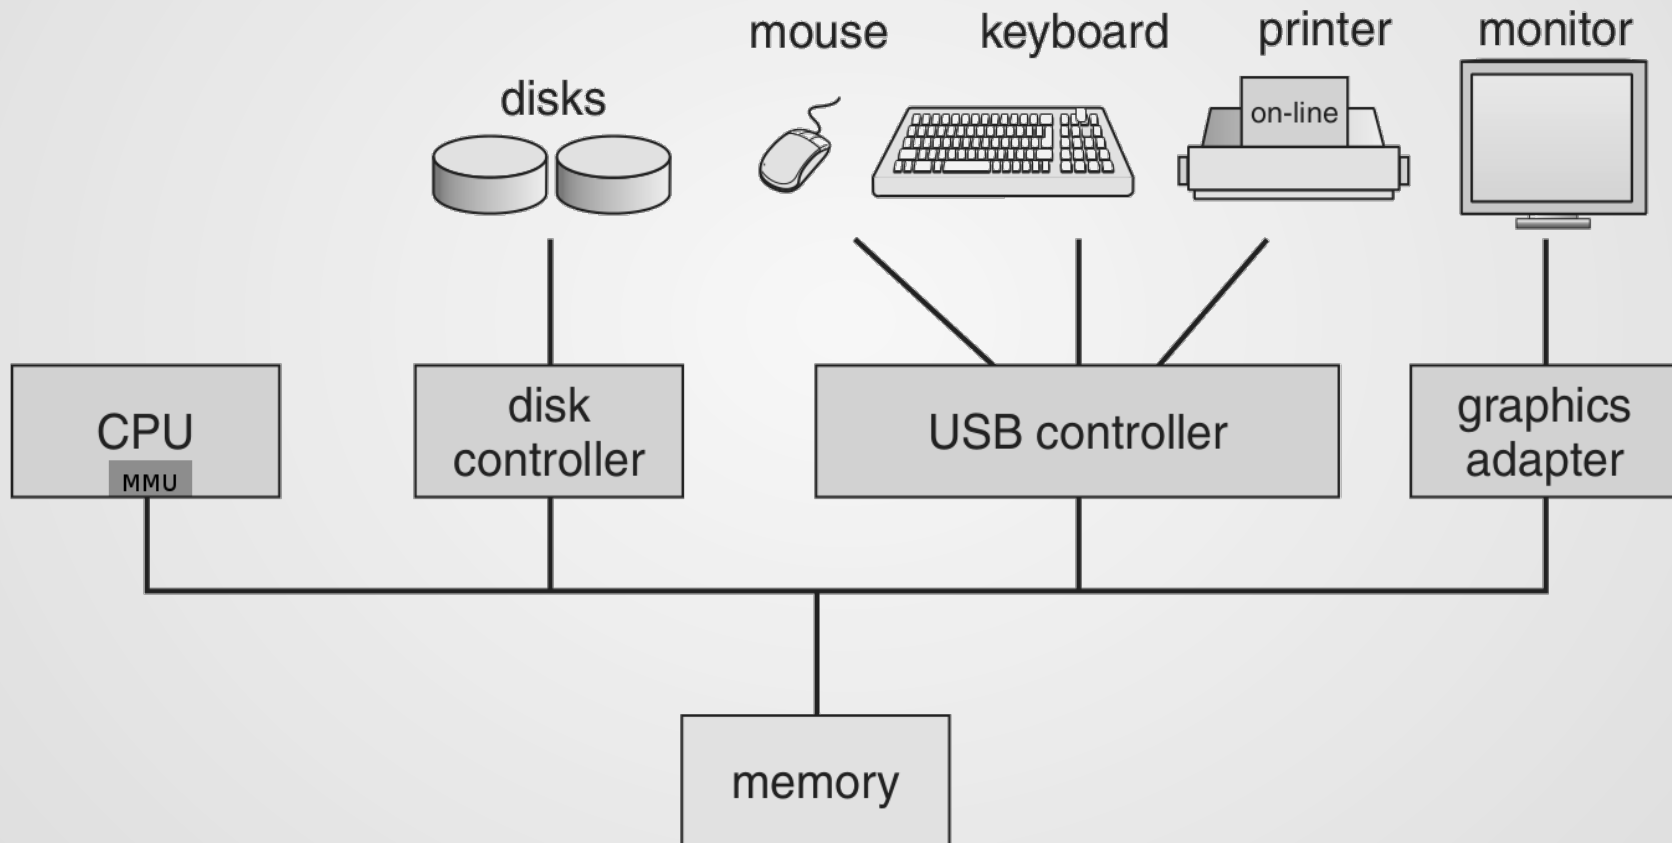 mouse
keyboard
printer
monitor
disks
on-line
CPU
MMU
disk
controller
USB controller
graphics
adapter
memory